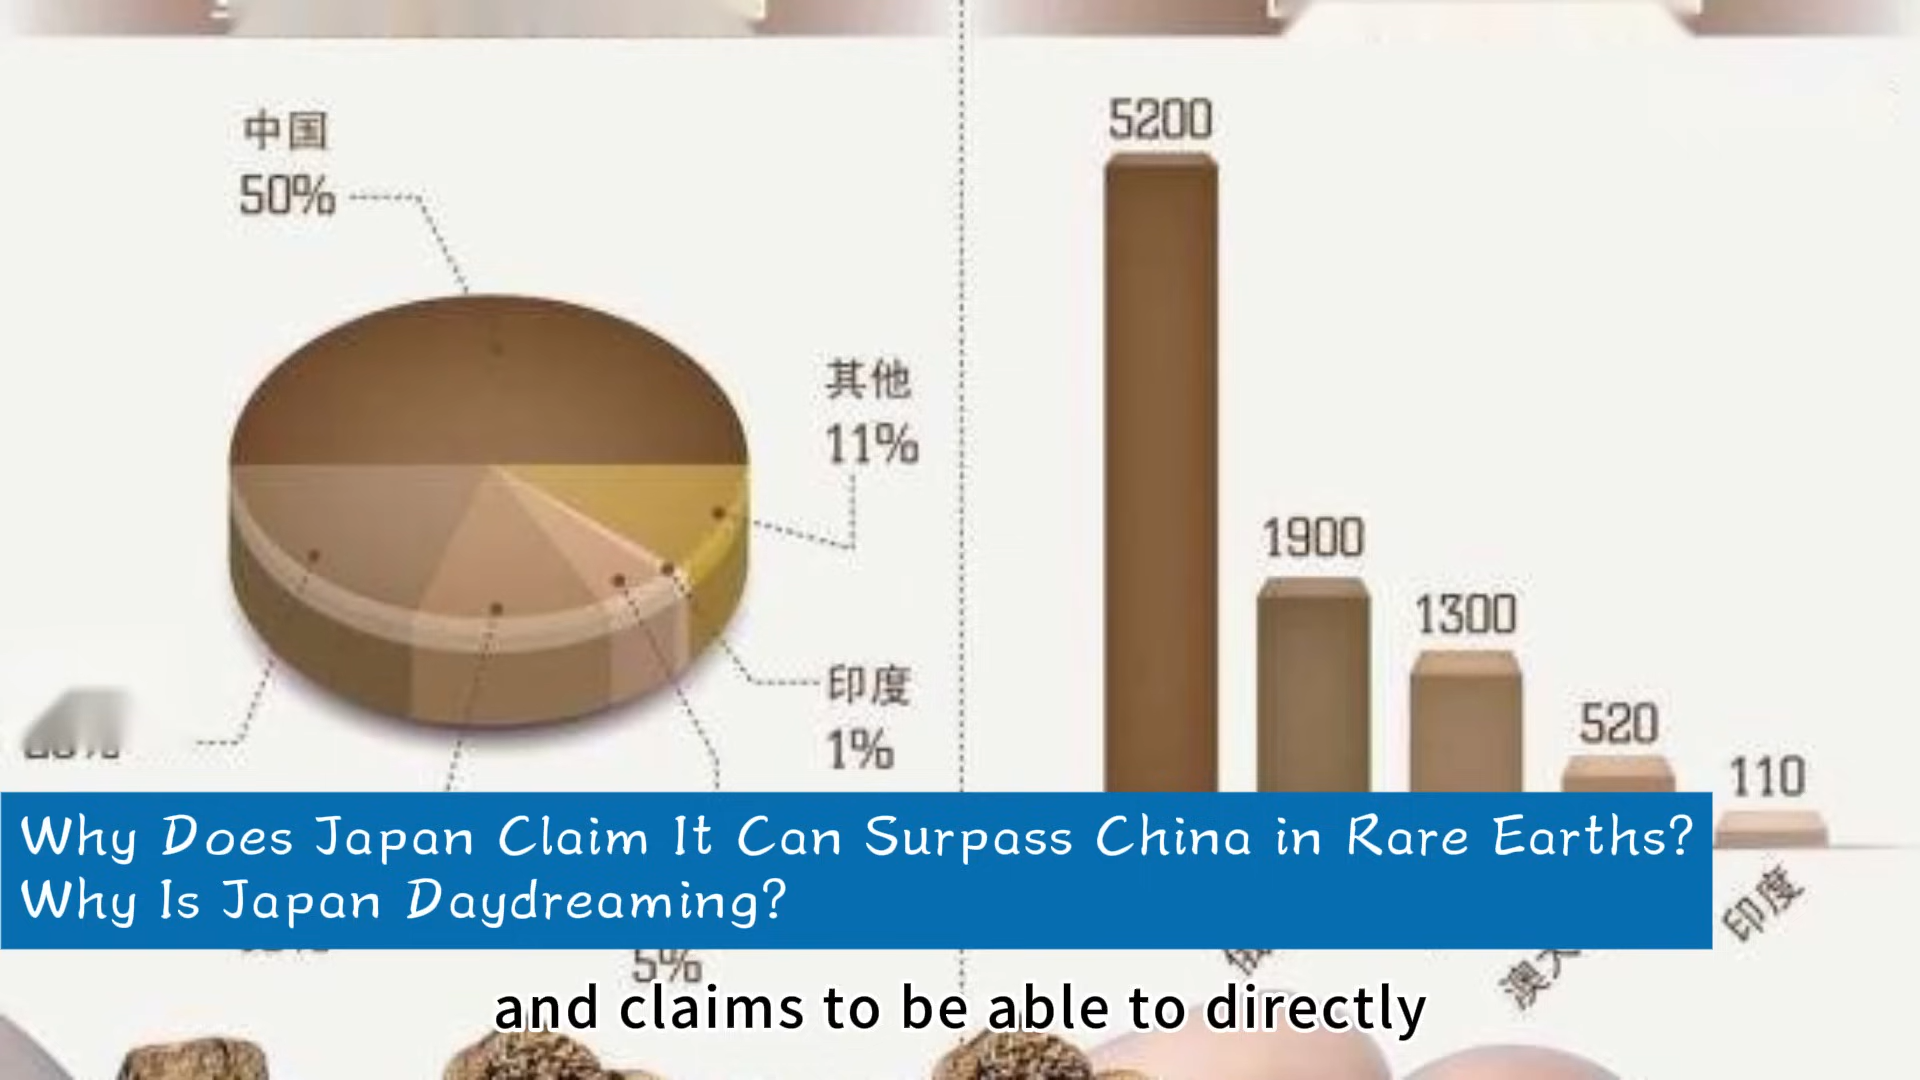 中国
50%
其他
11%
印度
1%
5%
5200
1900
1300
520
110
印度
Why Does Japan Claim It Can Surpass China in Rare Earths?
Why Is Japan Daydreaming?
and claims to be able to directly